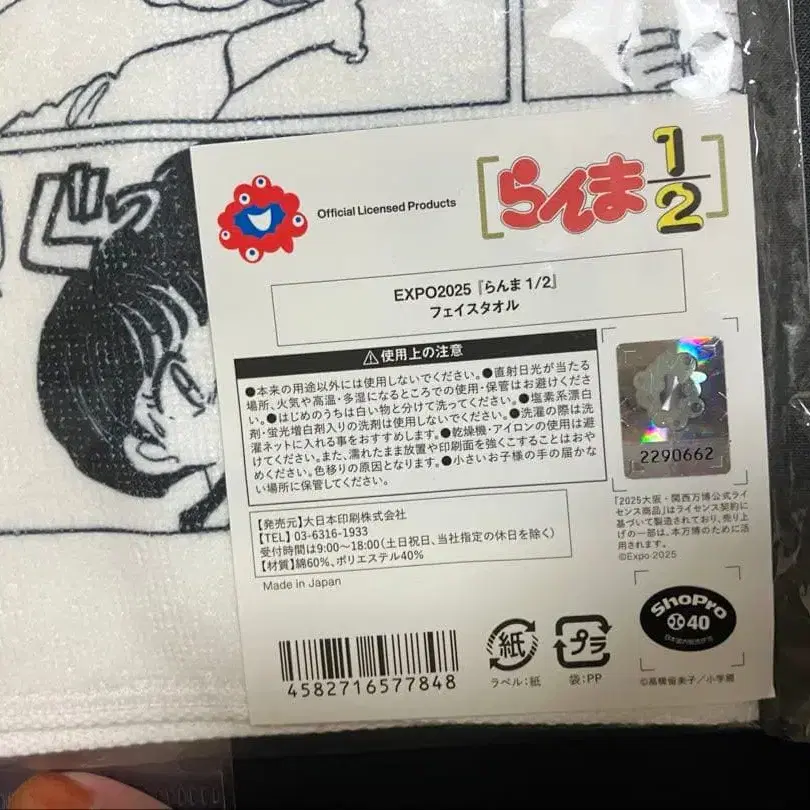 Official Licensed Products
らんま1/2
EXPO2025『らんま1/2』
フェイスタオル
⚠使用上の注意
●本来の用途以外には使用しないでください。●直射日光が当たる
場所、火気や高温・多湿になるところでの使用・保管はお避けくださ
い。●はじめのうちは白い物と分けて洗ってください。●塩素系漂白
剤・蛍光増白剤入りの洗剤は使用しないでください。●洗濯の際は洗
濯ネットに入れる事をおすすめします。●乾燥機・アイロンの使用は避
けてください。また、濡れたまま放置や印刷面を強くこすることはおや
めください。色移りの原因となります。●小さいお子様の手の届かな
い場所に保管してください。
2290662
「2025大阪・関西万博公式ライ
センス商品」はライセンス契約に
基づいて製造されており、売り上
げの一部は、本万博のために活
用されます。
©Expo 2025
【発売元】大日本印刷株式会社
【TEL】03-6316-1933
受付時間は9:00〜18:00(土日祝日、当社指定の休日を除く)
【材質】綿60%、ポリエステル40%
Made in Japan
4582716577848
紙
ラベル:紙
プラ
袋:PP
ShoPro
40
日本国内販売許可
©高橋留美子/小学館